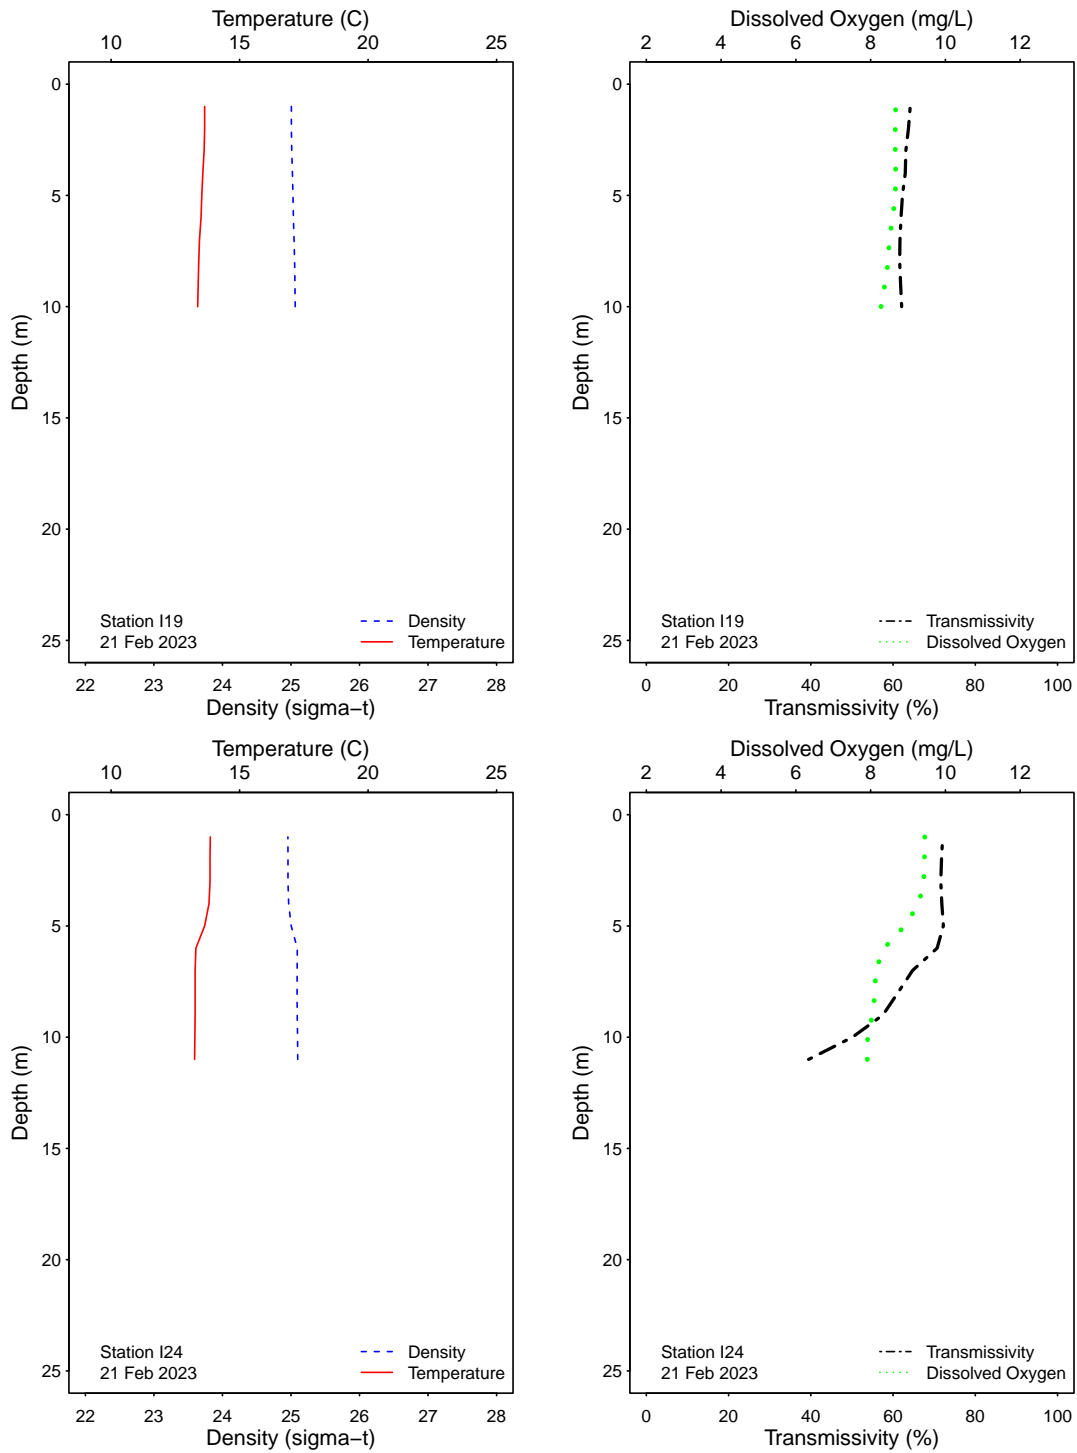 Temperature (C)
10 15 20 25
0
5
10
15
20
25
Depth (m)
Station I19
21 Feb 2023
Density
Temperature
22 23 24 25 26 27 28
Density (sigma−t)
Dissolved Oxygen (mg/L)
2 4 6 8 10 12
0
5
10
15
20
25
Depth (m)
Station I19
21 Feb 2023
Transmissivity
Dissolved Oxygen
0 20 40 60 80 100
Transmissivity (%)
Temperature (C)
10 15 20 25
0
5
10
15
20
25
Depth (m)
Station I24
21 Feb 2023
Density
Temperature
22 23 24 25 26 27 28
Density (sigma−t)
Dissolved Oxygen (mg/L)
2 4 6 8 10 12
0
5
10
15
20
25
Depth (m)
Station I24
21 Feb 2023
Transmissivity
Dissolved Oxygen
0 20 40 60 80 100
Transmissivity (%)